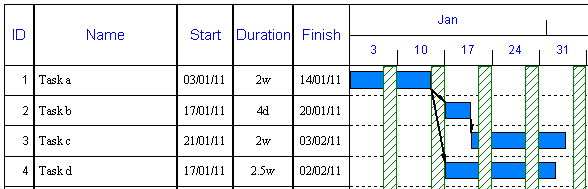 Jan
ID Name Start Duration Finish
3 10 17 24 31
1 Task a 03/01/11 2w 14/01/11
2 Task b 17/01/11 4d 20/01/11
3 Task c 21/01/11 2w 03/02/11
4 Task d 17/01/11 2.5w 02/02/11